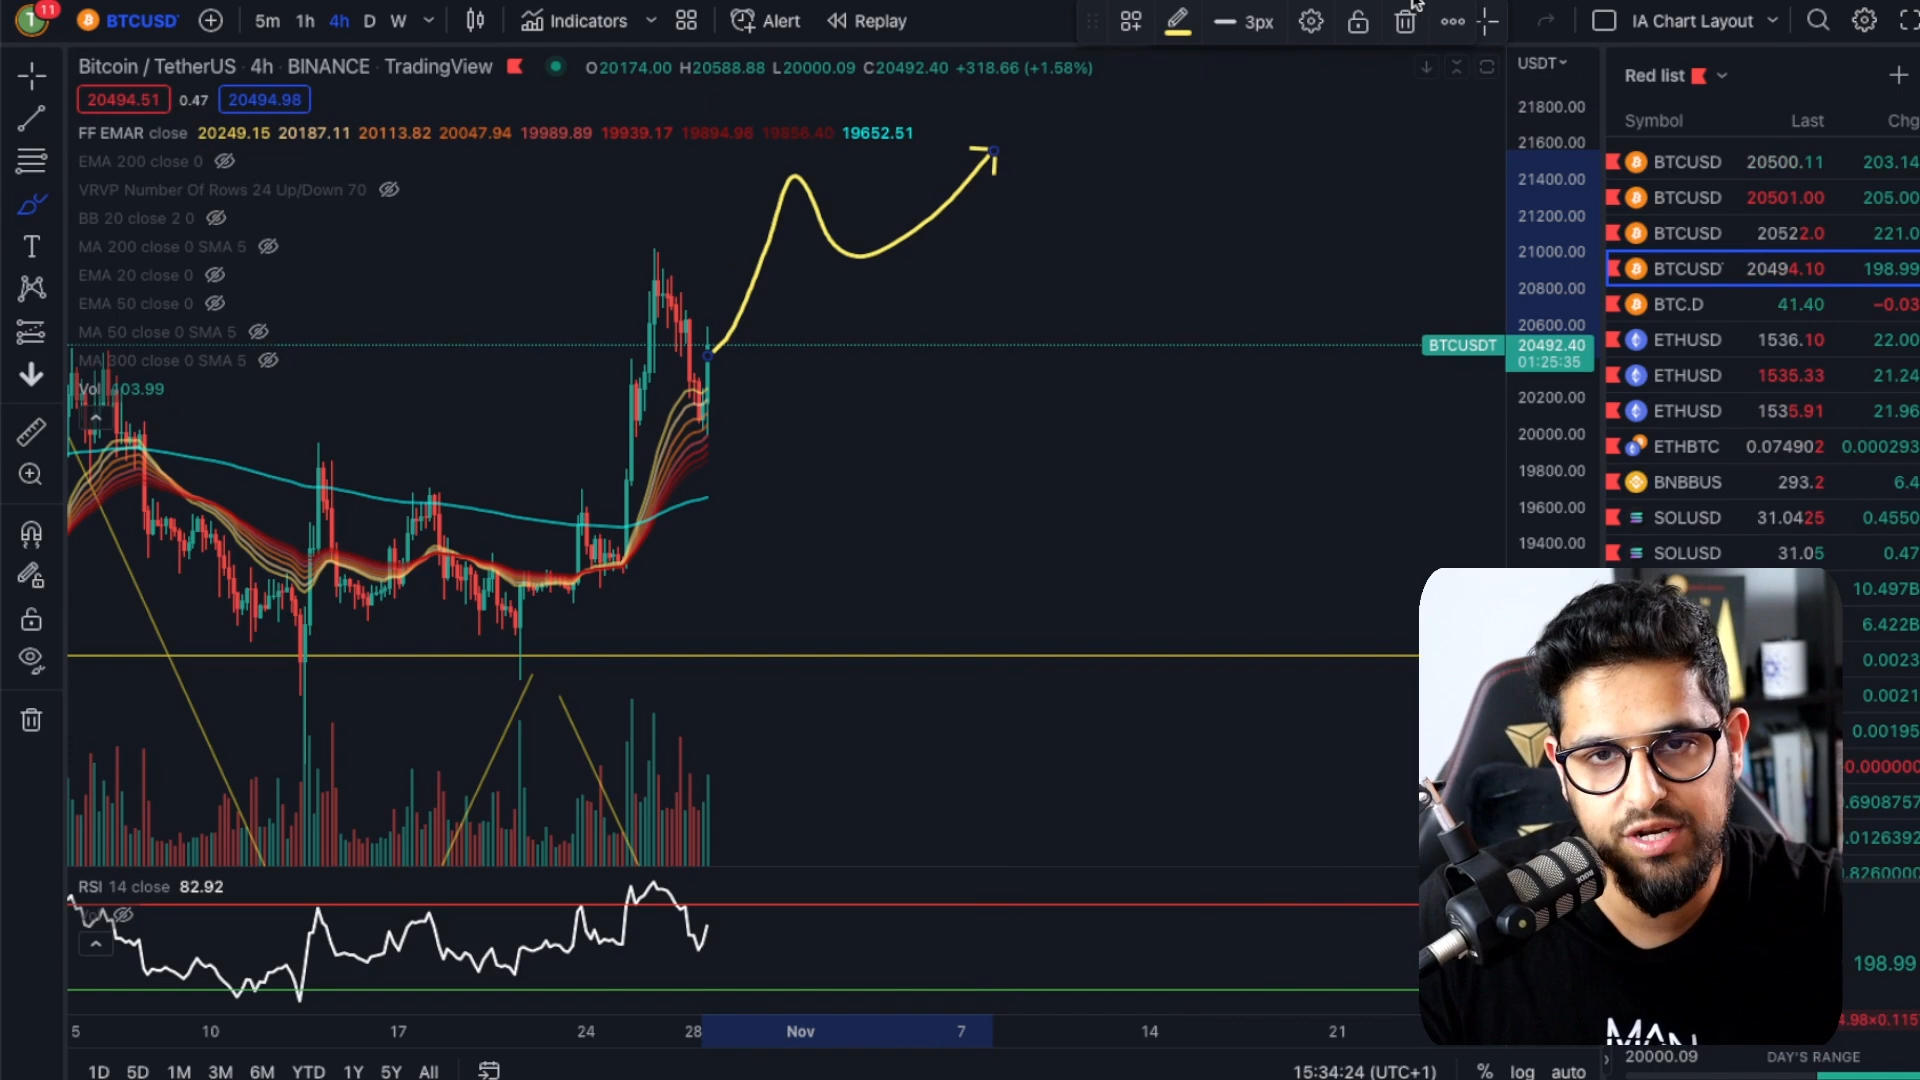 11
BTCUSDT
5m 1h 4h D W
Indicators
Alert
Replay
3px
IA Chart Layout
Bitcoin / TetherUS · 4h · BINANCE · TradingView
O20174.00 H20588.88 L20000.09 C20492.40 +318.66 (+1.58%)
USDT
20494.51 0.47 20494.98
FF EMAR close 20249.15 20187.11 20113.82 20047.94 19989.89 19939.17 19894.96 19856.40 19652.51
EMA 200 close 0
VRVP Number Of Rows 24 Up/Down 70
BB 20 close 2 0
MA 200 close 0 SMA 5
EMA 20 close 0
EMA 50 close 0
MA 50 close 0 SMA 5
MA 300 close 0 SMA 5
Vol 403.99
21800.00
21600.00
21400.00
21200.00
21000.00
20800.00
20600.00
BTCUSDT 20492.40
01:25:35
20200.00
20000.00
19800.00
19600.00
19400.00
Red list
Symbol Last Chg
BTCUSD 20500.11 203.14
BTCUSD 20501.00 205.00
BTCUSD 20522.0 221.0
BTCUSD 20494.10 198.99
BTC.D 41.40 −0.03
ETHUSD 1536.10 22.00
ETHUSD 1535.33 21.24
ETHUSD 1535.91 21.96
ETHBTC 0.074902 0.000293
BNBBUS 293.2 6.4
SOLUSD 31.0425 0.4550
SOLUSD 31.05 0.47
10.497B
6.422B
0.0023
0.0021
0.00195
0.000000
.6908757
.0126392
.8260000
198.99
4.98×0.115
RSI 14 close 82.92
Vol
5 10 17 24 28 Nov 7 14 21
1D 5D 1M 3M 6M YTD 1Y 5Y All
15:34:24 (UTC+1) % log auto
20000.09 DAY'S RANGE
RODE